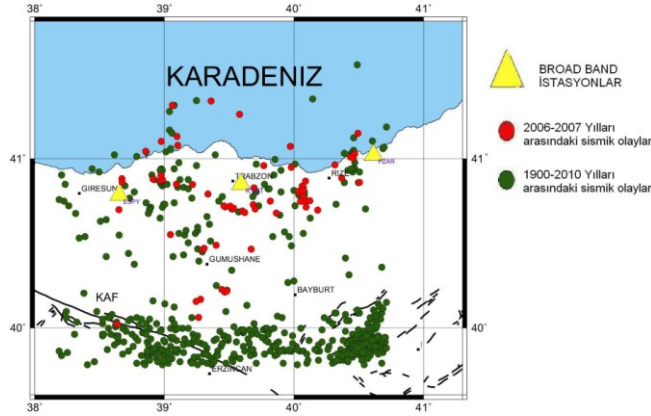 38° 39° 40° 41°
KARADENIZ
BROAD BAND
İSTASYONLAR
2006-2007 Yılları
arasındaki sismik olaylar
1900-2010 Yılları
arasındaki sismik olaylar
41° 41°
PZAR
TRABZON
RIZE
GIRESUN
ESPY
GUMUSHANE
KAF
BAYBURT
40° 40°
ERZINCAN
38° 39° 40° 41°